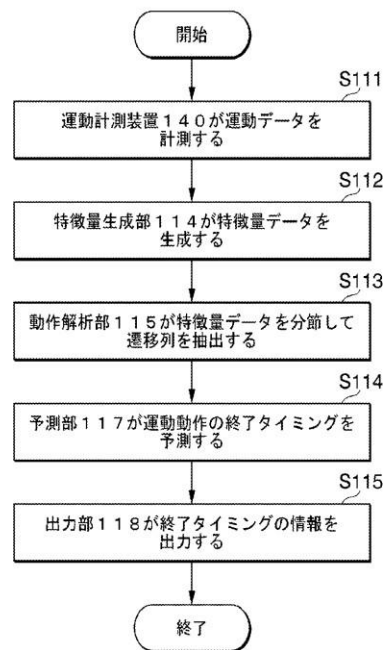 開始
S111
運動計測装置140が運動データを
計測する
S112
特徴量生成部114が特徴量データを
生成する
S113
動作解析部115が特徴量データを分節して
遷移列を抽出する
S114
予測部117が運動動作の終了タイミングを
予測する
S115
出力部118が終了タイミングの情報を
出力する
終了